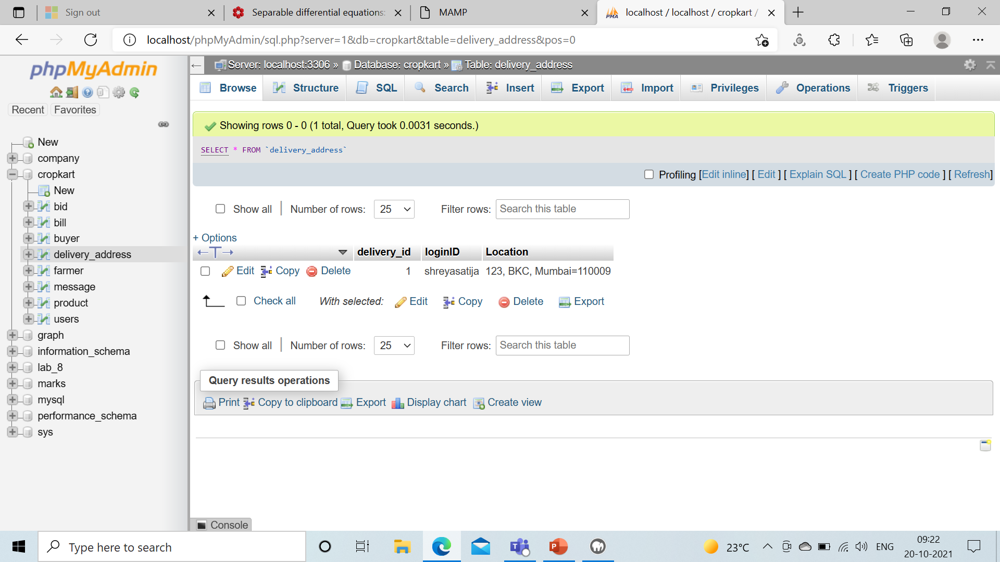 Sign out
Separable differential equations:
MAMP
localhost / localhost / cropkart /
localhost/phpMyAdmin/sql.php?server=1&db=cropkart&table=delivery_address&pos=0
phpMyAdmin
Recent
Favorites
New
company
cropkart
New
bid
bill
buyer
delivery_address
farmer
message
product
users
graph
information_schema
lab_8
marks
mysql
performance_schema
sys
Server: localhost:3306 » Database: cropkart » Table: delivery_address
Browse Structure SQL Search Insert Export Import Privileges Operations Triggers
Showing rows 0 - 0 (1 total, Query took 0.0031 seconds.)
SELECT * FROM `delivery_address`
Profiling [Edit inline] [ Edit ] [ Explain SQL ] [ Create PHP code ] [ Refresh]
Show all Number of rows: 25 Filter rows: Search this table
+ Options
←T→ delivery_id loginID Location
Edit Copy Delete 1 shreyasatija 123, BKC, Mumbai=110009
Check all With selected: Edit Copy Delete Export
Show all Number of rows: 25 Filter rows: Search this table
Query results operations
Print Copy to clipboard Export Display chart Create view
Console
Type here to search
23°C
ENG
09:22
20-10-2021